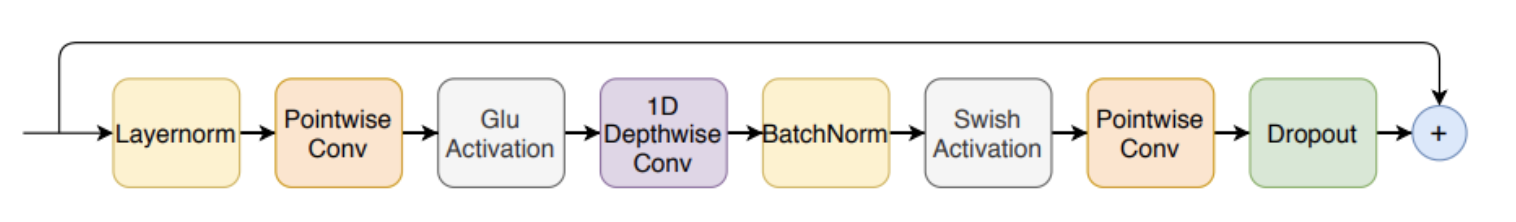 Layernorm
Pointwise
Conv
Glu
Activation
1D
Depthwise
Conv
BatchNorm
Swish
Activation
Pointwise
Conv
Dropout
+